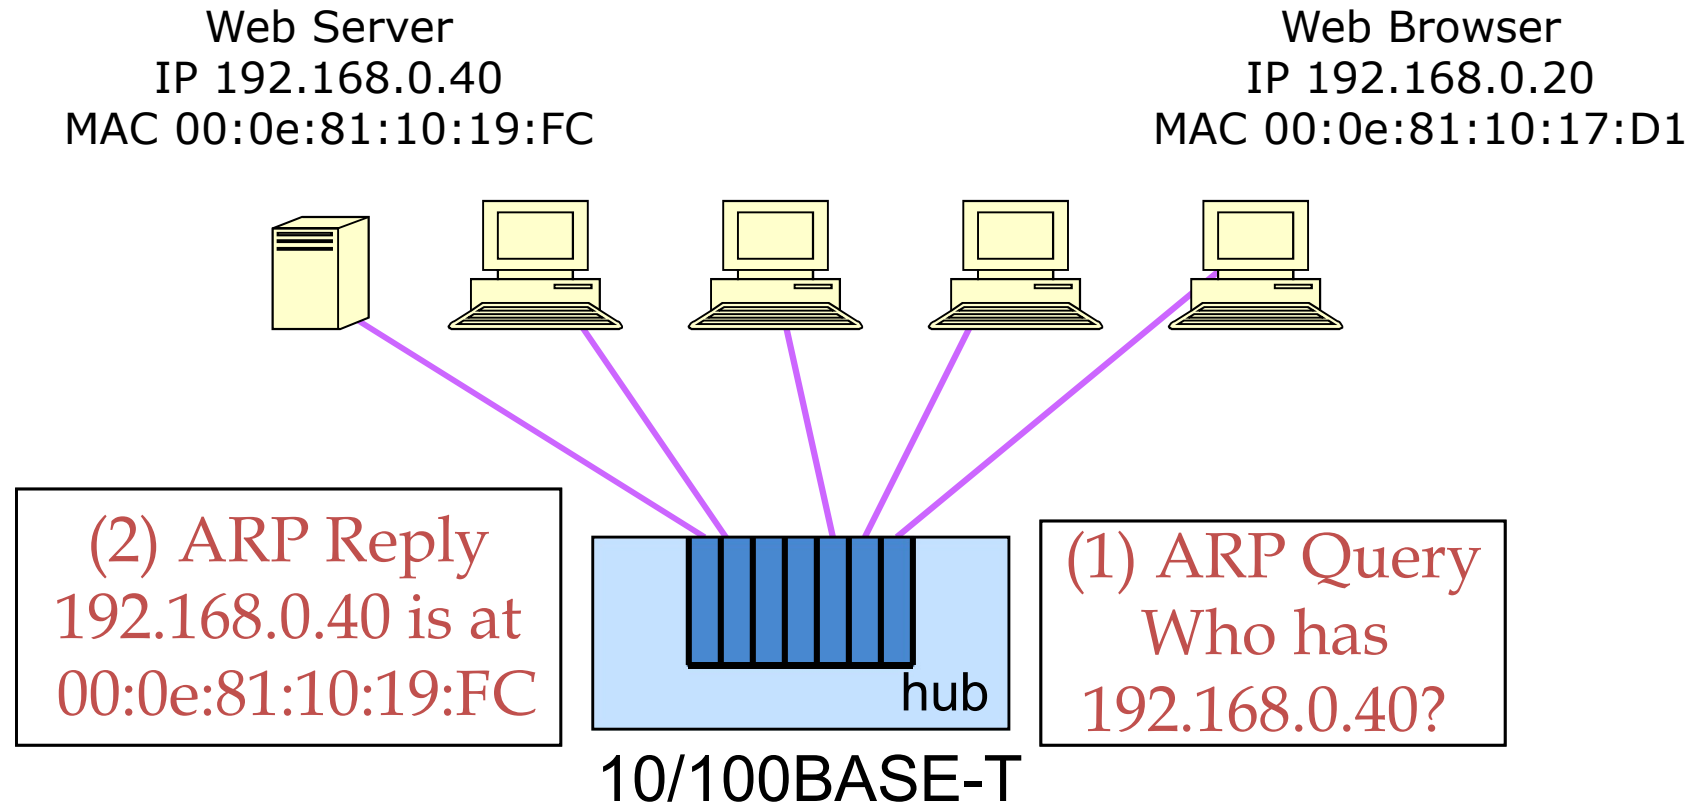 Web Server
IP 192.168.0.40
MAC 00:0e:81:10:19:FC
Web Browser
IP 192.168.0.20
MAC 00:0e:81:10:17:D1
(2) ARP Reply
192.168.0.40 is at
00:0e:81:10:19:FC
hub
(1) ARP Query
Who has
192.168.0.40?
10/100BASE-T